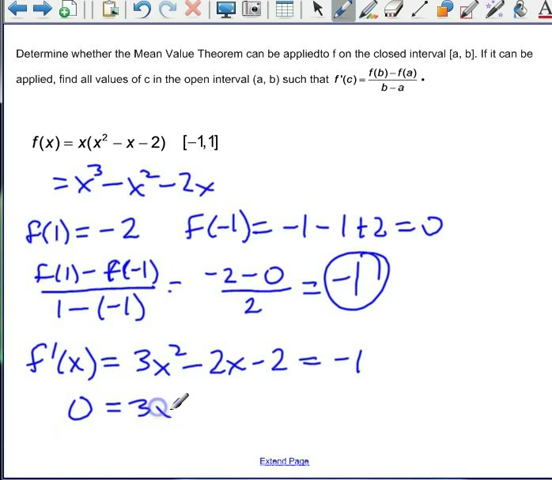 Determine whether the Mean Value Theorem can be appliedto f on the closed interval [a, b]. If it can be
applied, find all values of c in the open interval (a, b) such that f'(c) = (f(b) – f(a))/(b – a) .
f(x) = x(x² – x – 2) [–1,1]
= x³ – x² – 2x
f(1) = –2 f(–1) = –1 – 1 + 2 = 0
(f(1) – f(–1))/(1 – (–1)) = (–2 – 0)/2 = –1
f'(x) = 3x² – 2x – 2 = –1
0 = 3
Extend Page